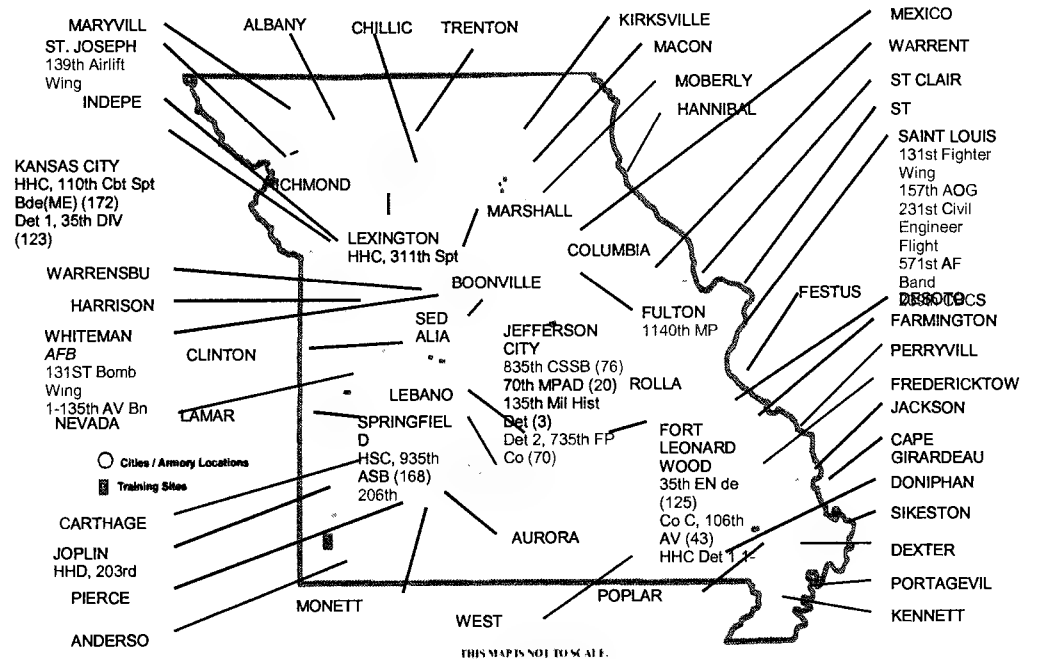 MARYVILL
ST. JOSEPH
139th Airlift
Wing
INDEPE
ALBANY
CHILLIC
TRENTON
KIRKSVILLE
MACON
MOBERLY
HANNIBAL
MEXICO
WARRENT
ST CLAIR
ST
SAINT LOUIS
131st Fighter
Wing
157th AOG
231st Civil
Engineer
Flight
571st AF
Band
KANSAS CITY
HHC, 110th Cbt Spt
Bde(ME) (172)
Det 1, 35th DIV
(123)
RICHMOND
LEXINGTON
HHC, 311th Spt
MARSHALL
COLUMBIA
BOONVILLE
WARRENSBU
HARRISON
WHITEMAN
AFB
131ST Bomb
Wing
1-135th AV Bn
NEVADA
CLINTON
LAMAR
SED
ALIA
LEBANO
SPRINGFIEL
D
HSC, 935th
ASB (168)
206th
JEFFERSON
CITY
835th CSSB (76)
70th MPAD (20)
135th Mil Hist
Det (3)
Det 2, 735th FP
Co (70)
FULTON
1140th MP
ROLLA
FORT
LEONARD
WOOD
35th EN de
(125)
Co C, 106th
AV (43)
HHC Det 1 1-
FESTUS
DESOTO
FARMINGTON
PERRYVILL
FREDERICKTOW
JACKSON
CAPE
GIRARDEAU
DONIPHAN
SIKESTON
DEXTER
PORTAGEVIL
KENNETT
Cities / Armory Locations
Training Sites
CARTHAGE
JOPLIN
HHD, 203rd
PIERCE
ANDERSO
MONETT
AURORA
WEST
POPLAR
THIS MAP IS NOT TO SCALE.